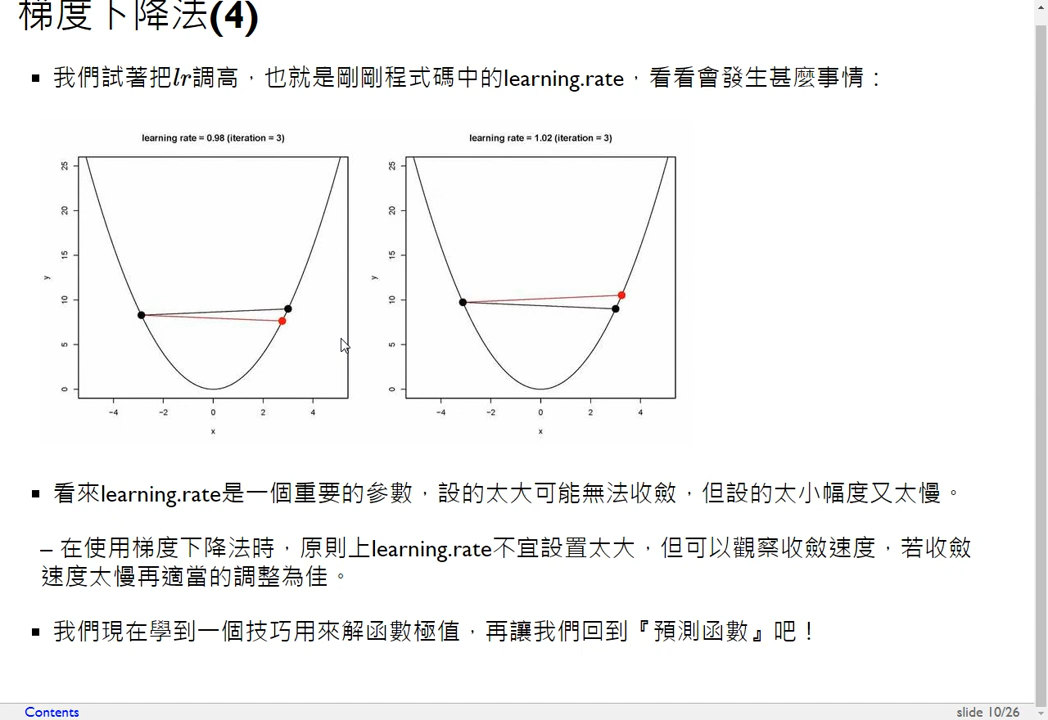 梯度下降法(4)
▪ 我們試著把lr調高，也就是剛剛程式碼中的learning.rate，看看會發生甚麼事情：
learning rate = 0.98 (iteration = 3)
learning rate = 1.02 (iteration = 3)
25
20
15
y
10
5
0
-4 -2 0 2 4
x
25
20
15
y
10
5
0
-4 -2 0 2 4
x
▪ 看來learning.rate是一個重要的參數，設的太大可能無法收斂，但設的太小幅度又太慢。
– 在使用梯度下降法時，原則上learning.rate不宜設置太大，但可以觀察收斂速度，若收斂
速度太慢再適當的調整為佳。
▪ 我們現在學到一個技巧用來解函數極值，再讓我們回到『預測函數』吧！
Contents
slide 10/26